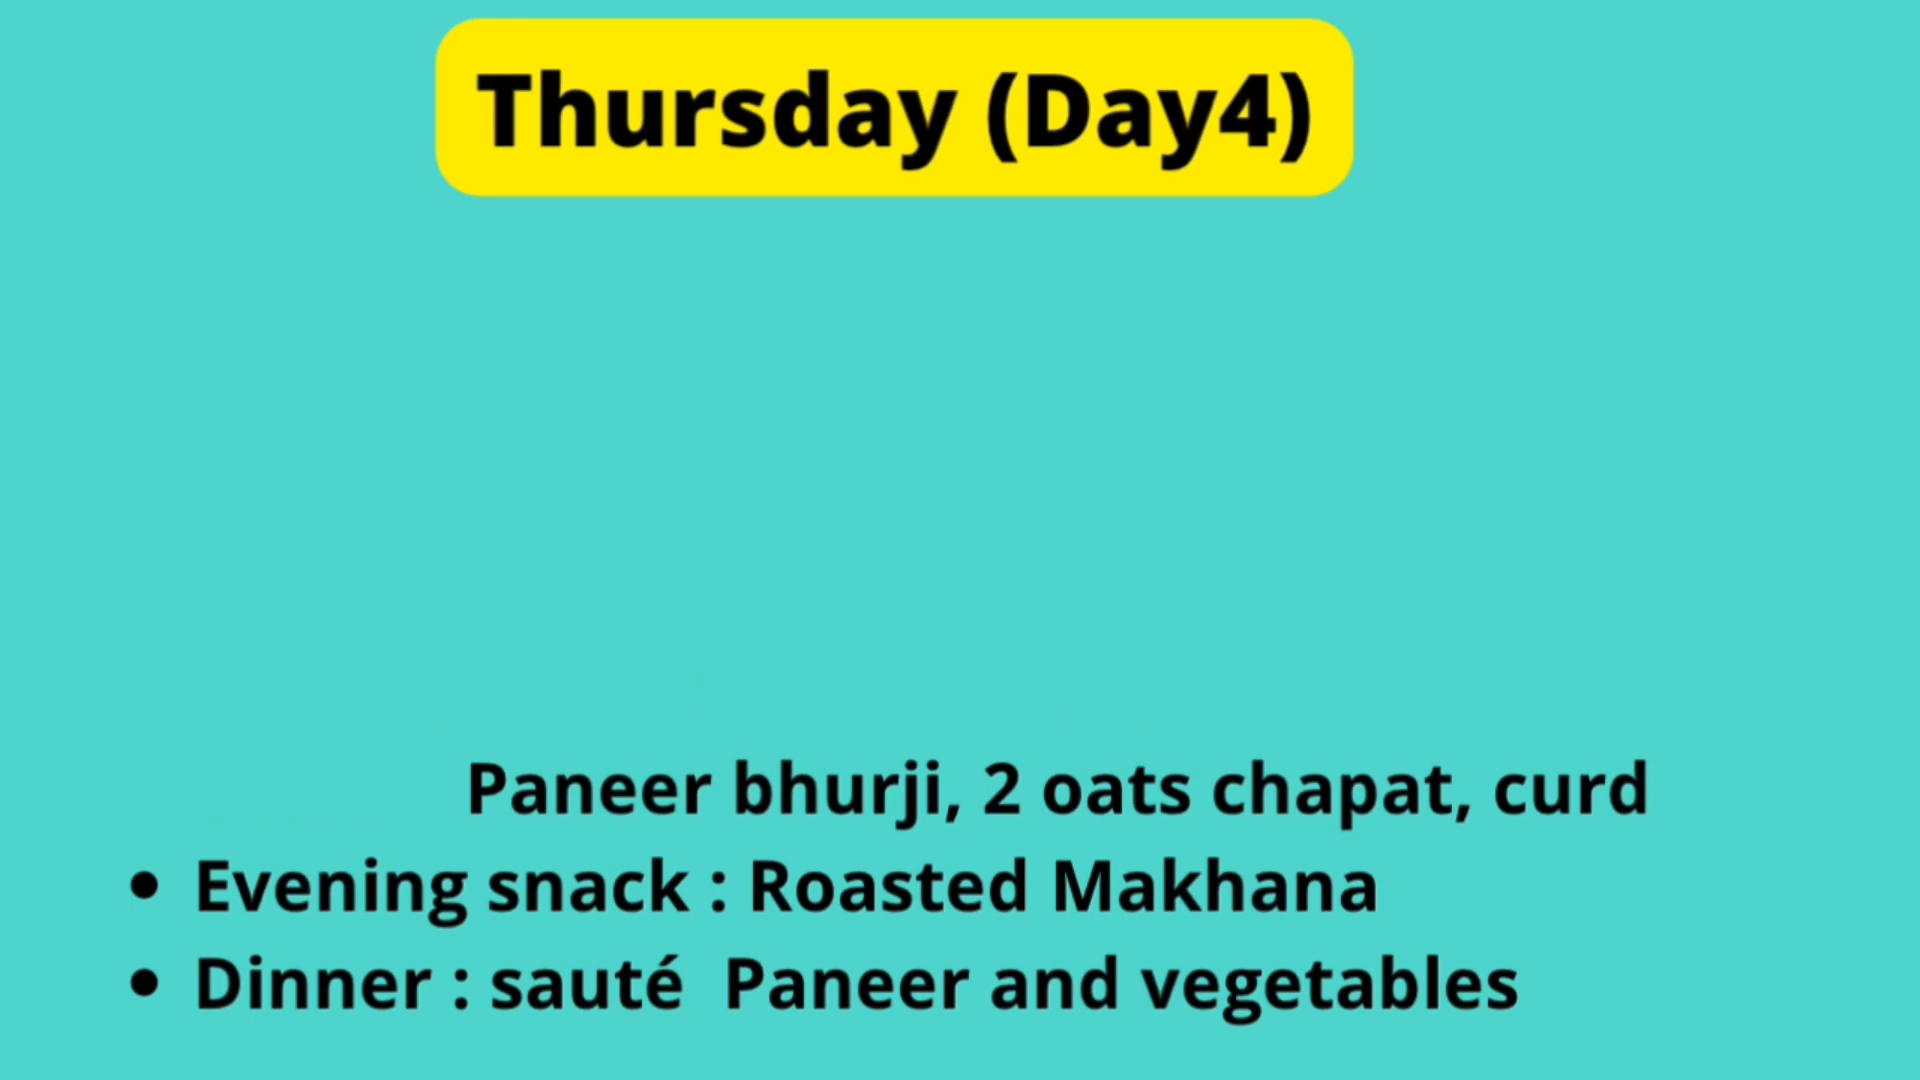 Thursday (Day4)
Paneer bhurji, 2 oats chapat, curd
• Evening snack : Roasted Makhana
• Dinner : sauté  Paneer and vegetables